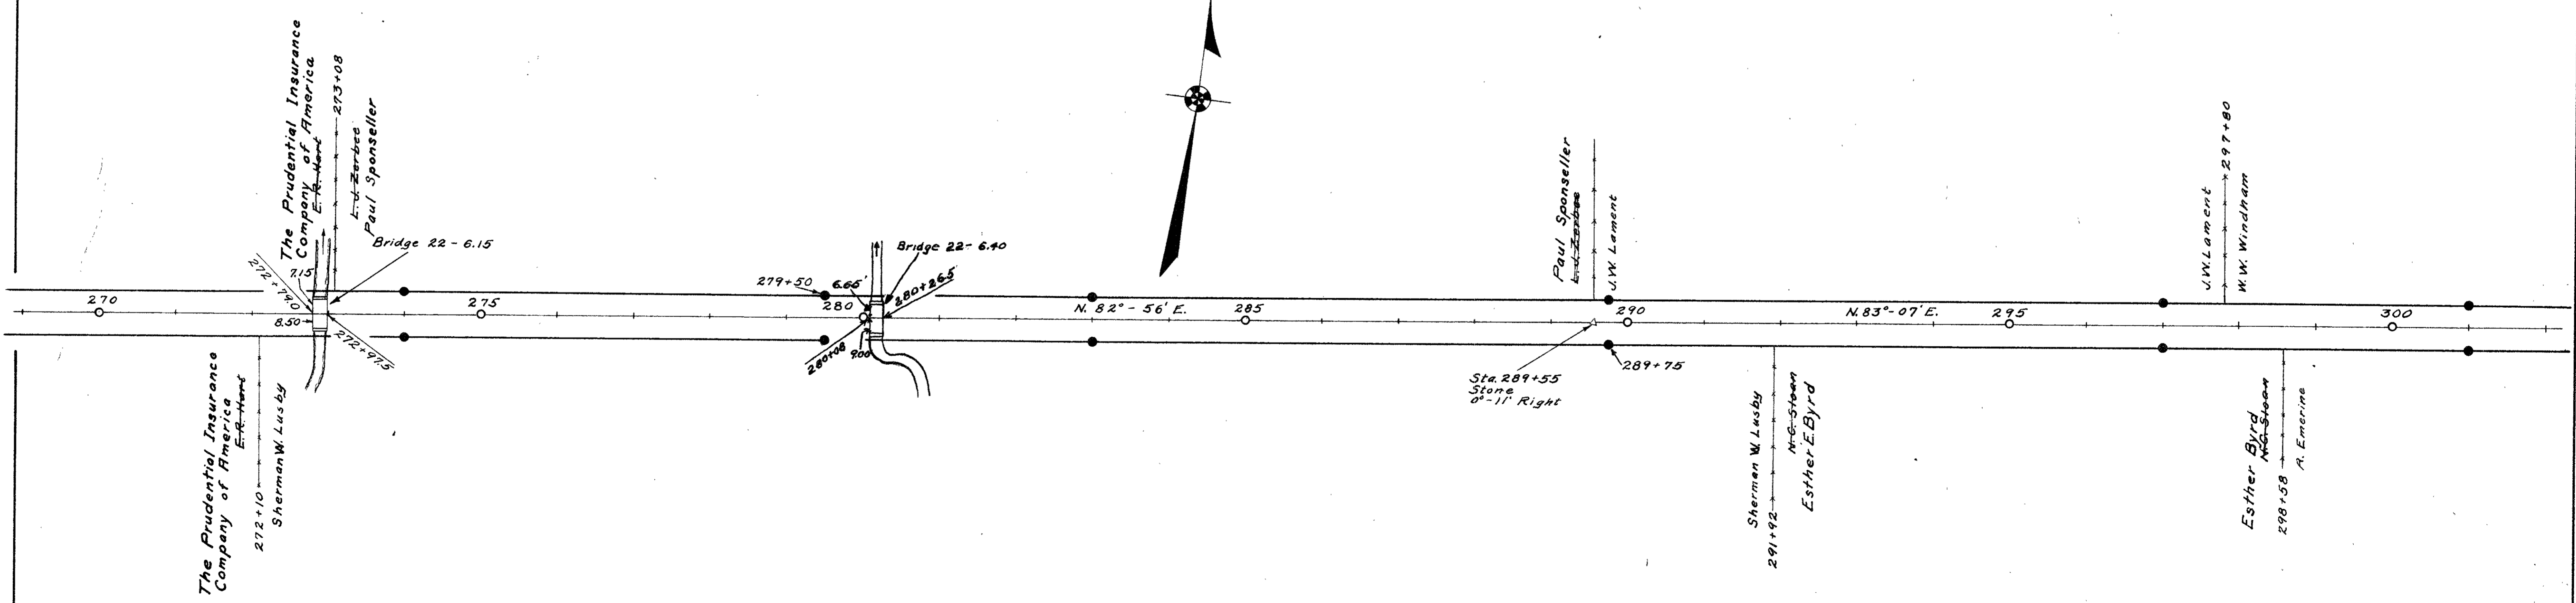 The Prudential Insurance
Company of America
E. R. Hart
273+08
L. J. Zerbee
Paul Sponseller
Bridge 22 - 6.15
272+79.0
7.15
8.50
272+97.5
270
275
The Prudential Insurance
Company of America
E. R. Hart
272+10
Sherman W. Lusby
279+50
6.65'
280
Bridge 22 - 6.40
280+26.5
280+08
9.00
N. 82° - 56' E.
285
Paul Sponseller
L. J. Zerbee
J. W. Lament
290
N. 83° - 07' E.
295
Sta. 289+55
Stone
0° - 11' Right
289+75
Sherman W. Lusby
291+92
N. G. Sloan
Esther E. Byrd
J. W. Lament
297+80
W. W. Windham
300
Esther Byrd
N. G. Sloan
298+58
A. Emerine